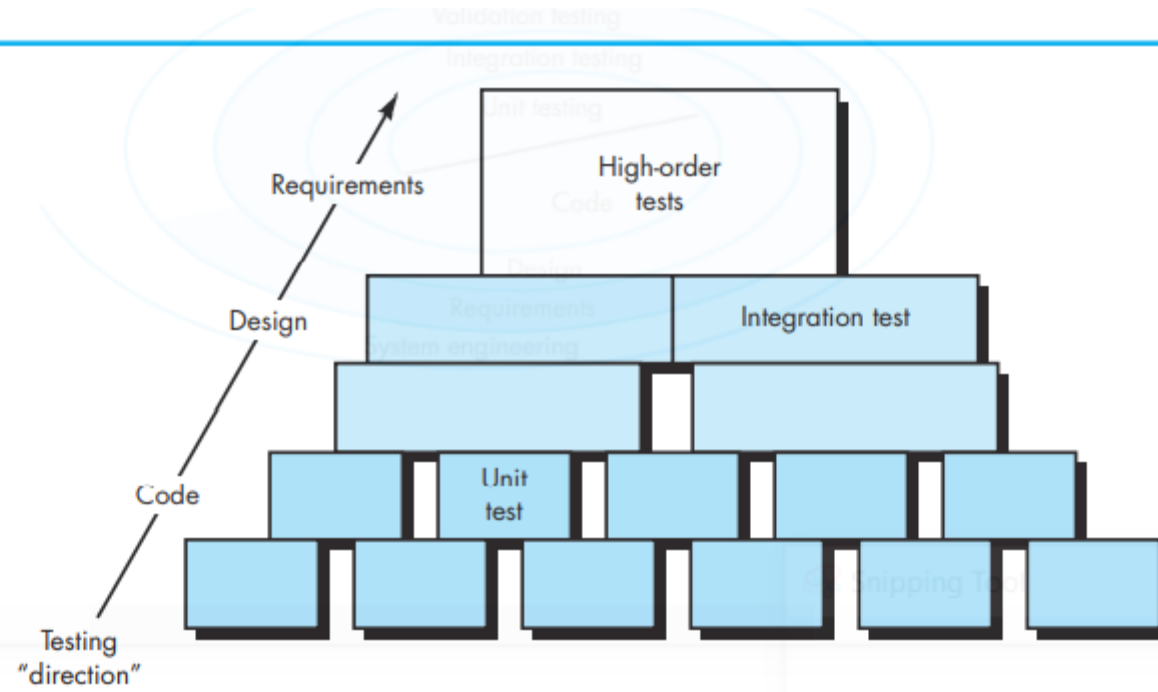 Validation testing
Integration testing
Unit testing
High-order
tests
Requirements
Code
Design
Requirements
Integration test
Design
System engineering
Unit
test
Code
Snipping Tool
Testing
"direction"